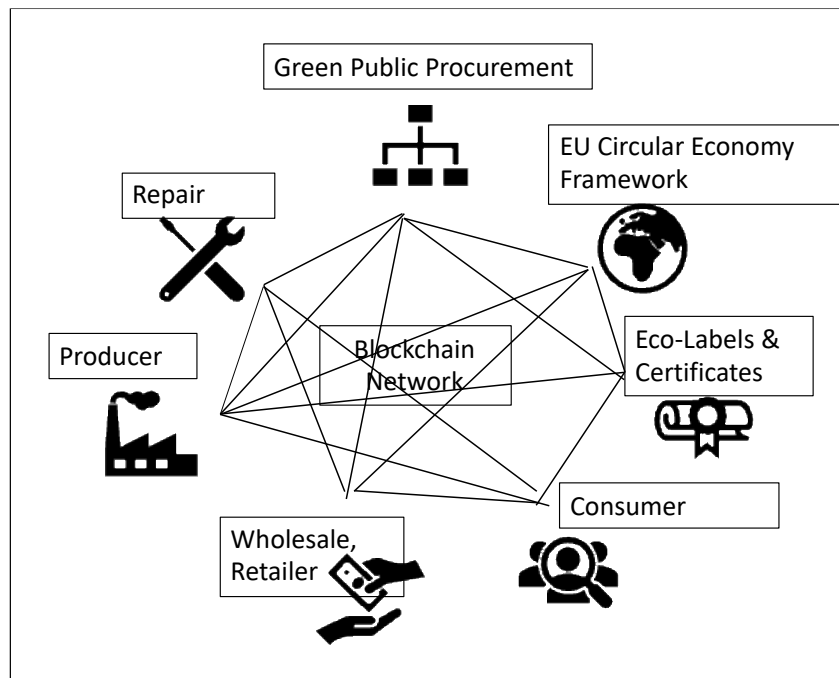 Green Public Procurement
EU Circular Economy
Framework
Repair
Blockchain
Network
Eco-Labels &
Certificates
Producer
Consumer
Wholesale,
Retailer